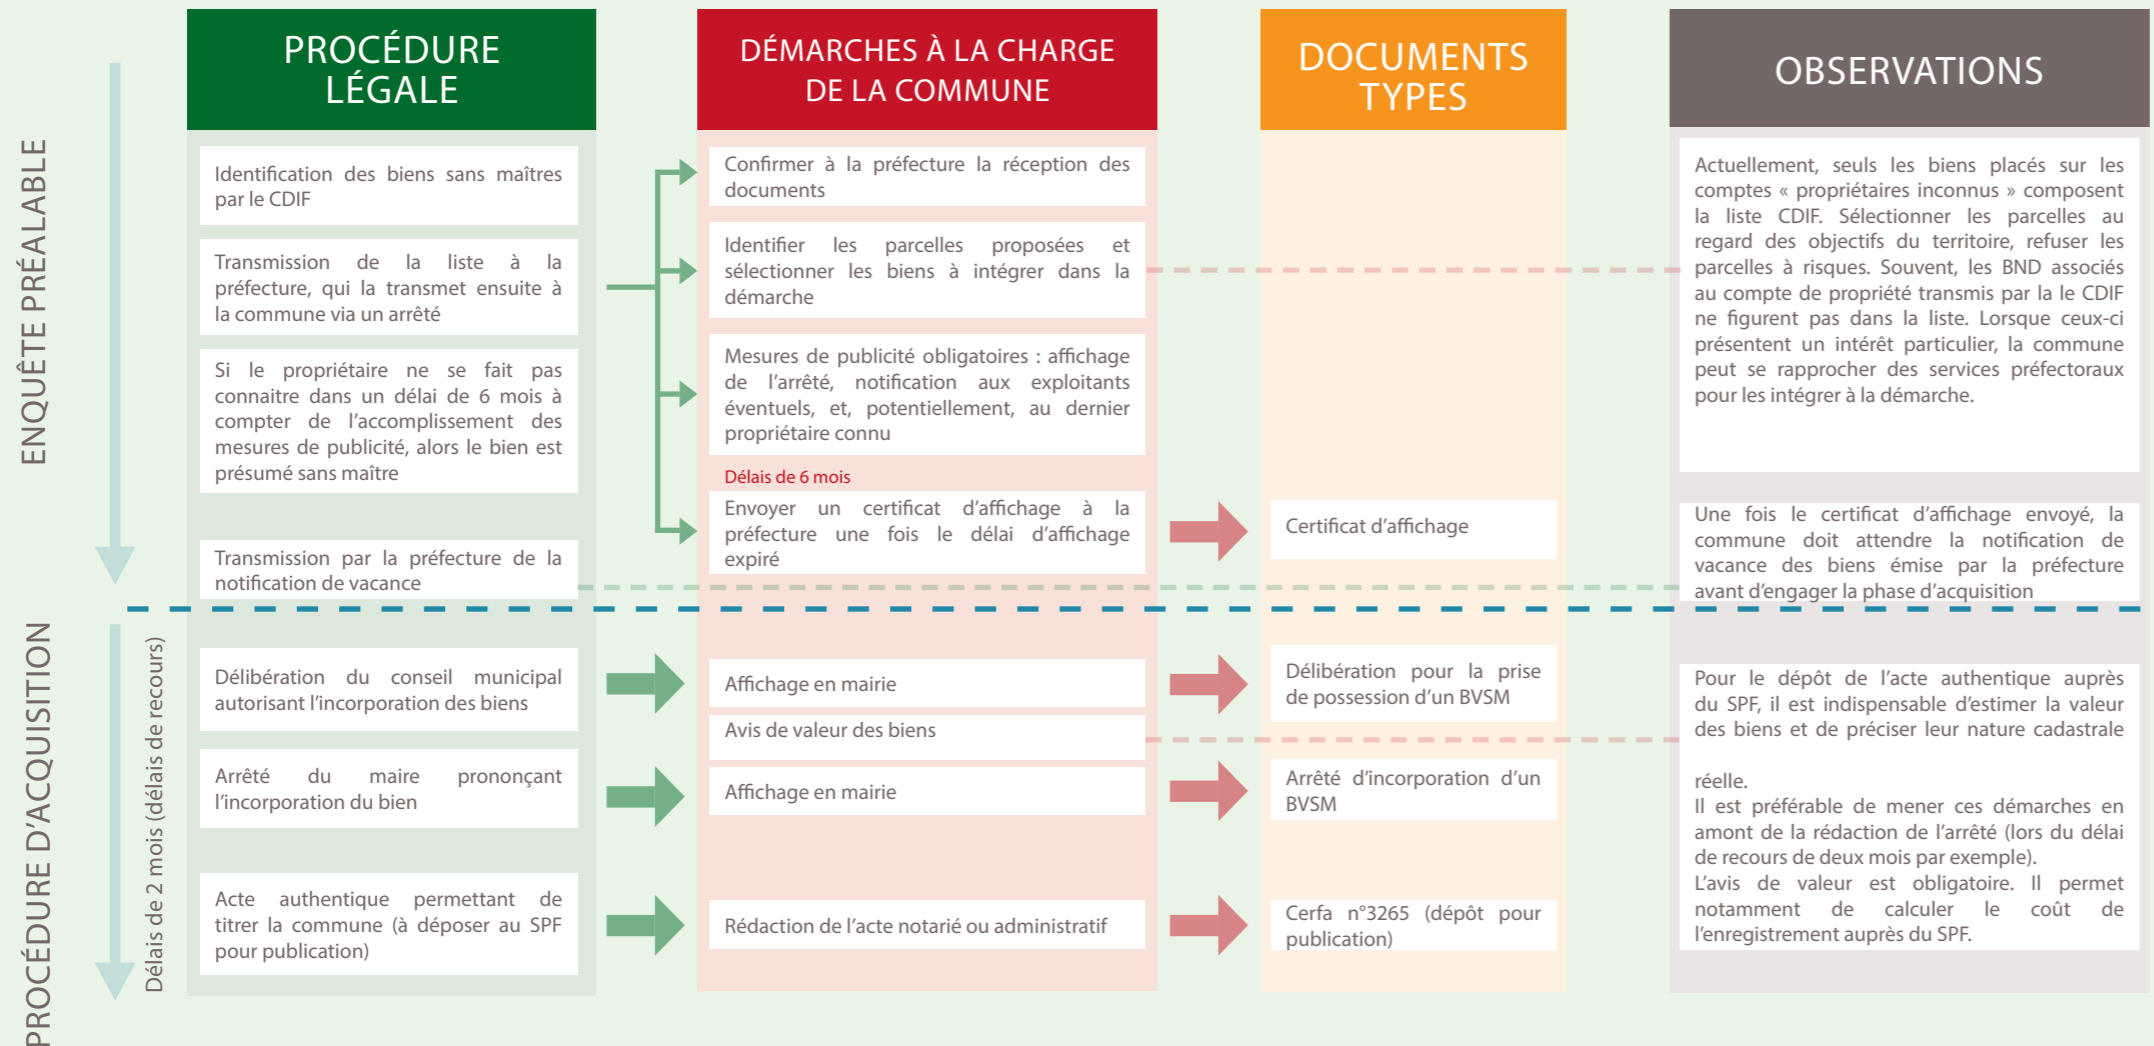 PROCÉDURE
LÉGALE
DÉMARCHES À LA CHARGE
DE LA COMMUNE
DOCUMENTS
TYPES
OBSERVATIONS
ENQUÊTE PRÉALABLE
Identification des biens sans maîtres
par le CDIF
Transmission de la liste à la
préfecture, qui la transmet ensuite à
la commune via un arrêté
Si le propriétaire ne se fait pas
connaitre dans un délai de 6 mois à
compter de l'accomplissement des
mesures de publicité, alors le bien est
présumé sans maître
Transmission par la préfecture de la
notification de vacance
Confirmer à la préfecture la réception des
documents
Identifier les parcelles proposées et
sélectionner les biens à intégrer dans la
démarche
Mesures de publicité obligatoires : affichage
de l'arrêté, notification aux exploitants
éventuels, et, potentiellement, au dernier
propriétaire connu
Délais de 6 mois
Envoyer un certificat d'affichage à la
préfecture une fois le délai d'affichage
expiré
Certificat d'affichage
Actuellement, seuls les biens placés sur les
comptes « propriétaires inconnus » composent
la liste CDIF. Sélectionner les parcelles au
regard des objectifs du territoire, refuser les
parcelles à risques. Souvent, les BND associés
au compte de propriété transmis par la le CDIF
ne figurent pas dans la liste. Lorsque ceux-ci
présentent un intérêt particulier, la commune
peut se rapprocher des services préfectoraux
pour les intégrer à la démarche.
Une fois le certificat d'affichage envoyé, la
commune doit attendre la notification de
vacance des biens émise par la préfecture
avant d'engager la phase d'acquisition
PROCÉDURE D'ACQUISITION
Délais de 2 mois (délais de recours)
Délibération du conseil municipal
autorisant l'incorporation des biens
Arrêté du maire prononçant
l'incorporation du bien
Acte authentique permettant de
titrer la commune (à déposer au SPF
pour publication)
Affichage en mairie
Avis de valeur des biens
Affichage en mairie
Rédaction de l'acte notarié ou administratif
Délibération pour la prise
de possession d'un BVSM
Arrêté d'incorporation d'un
BVSM
Cerfa n°3265 (dépôt pour
publication)
Pour le dépôt de l'acte authentique auprès
du SPF, il est indispensable d'estimer la valeur
des biens et de préciser leur nature cadastrale
réelle.
Il est préférable de mener ces démarches en
amont de la rédaction de l'arrêté (lors du délai
de recours de deux mois par exemple).
L'avis de valeur est obligatoire. Il permet
notamment de calculer le coût de
l'enregistrement auprès du SPF.